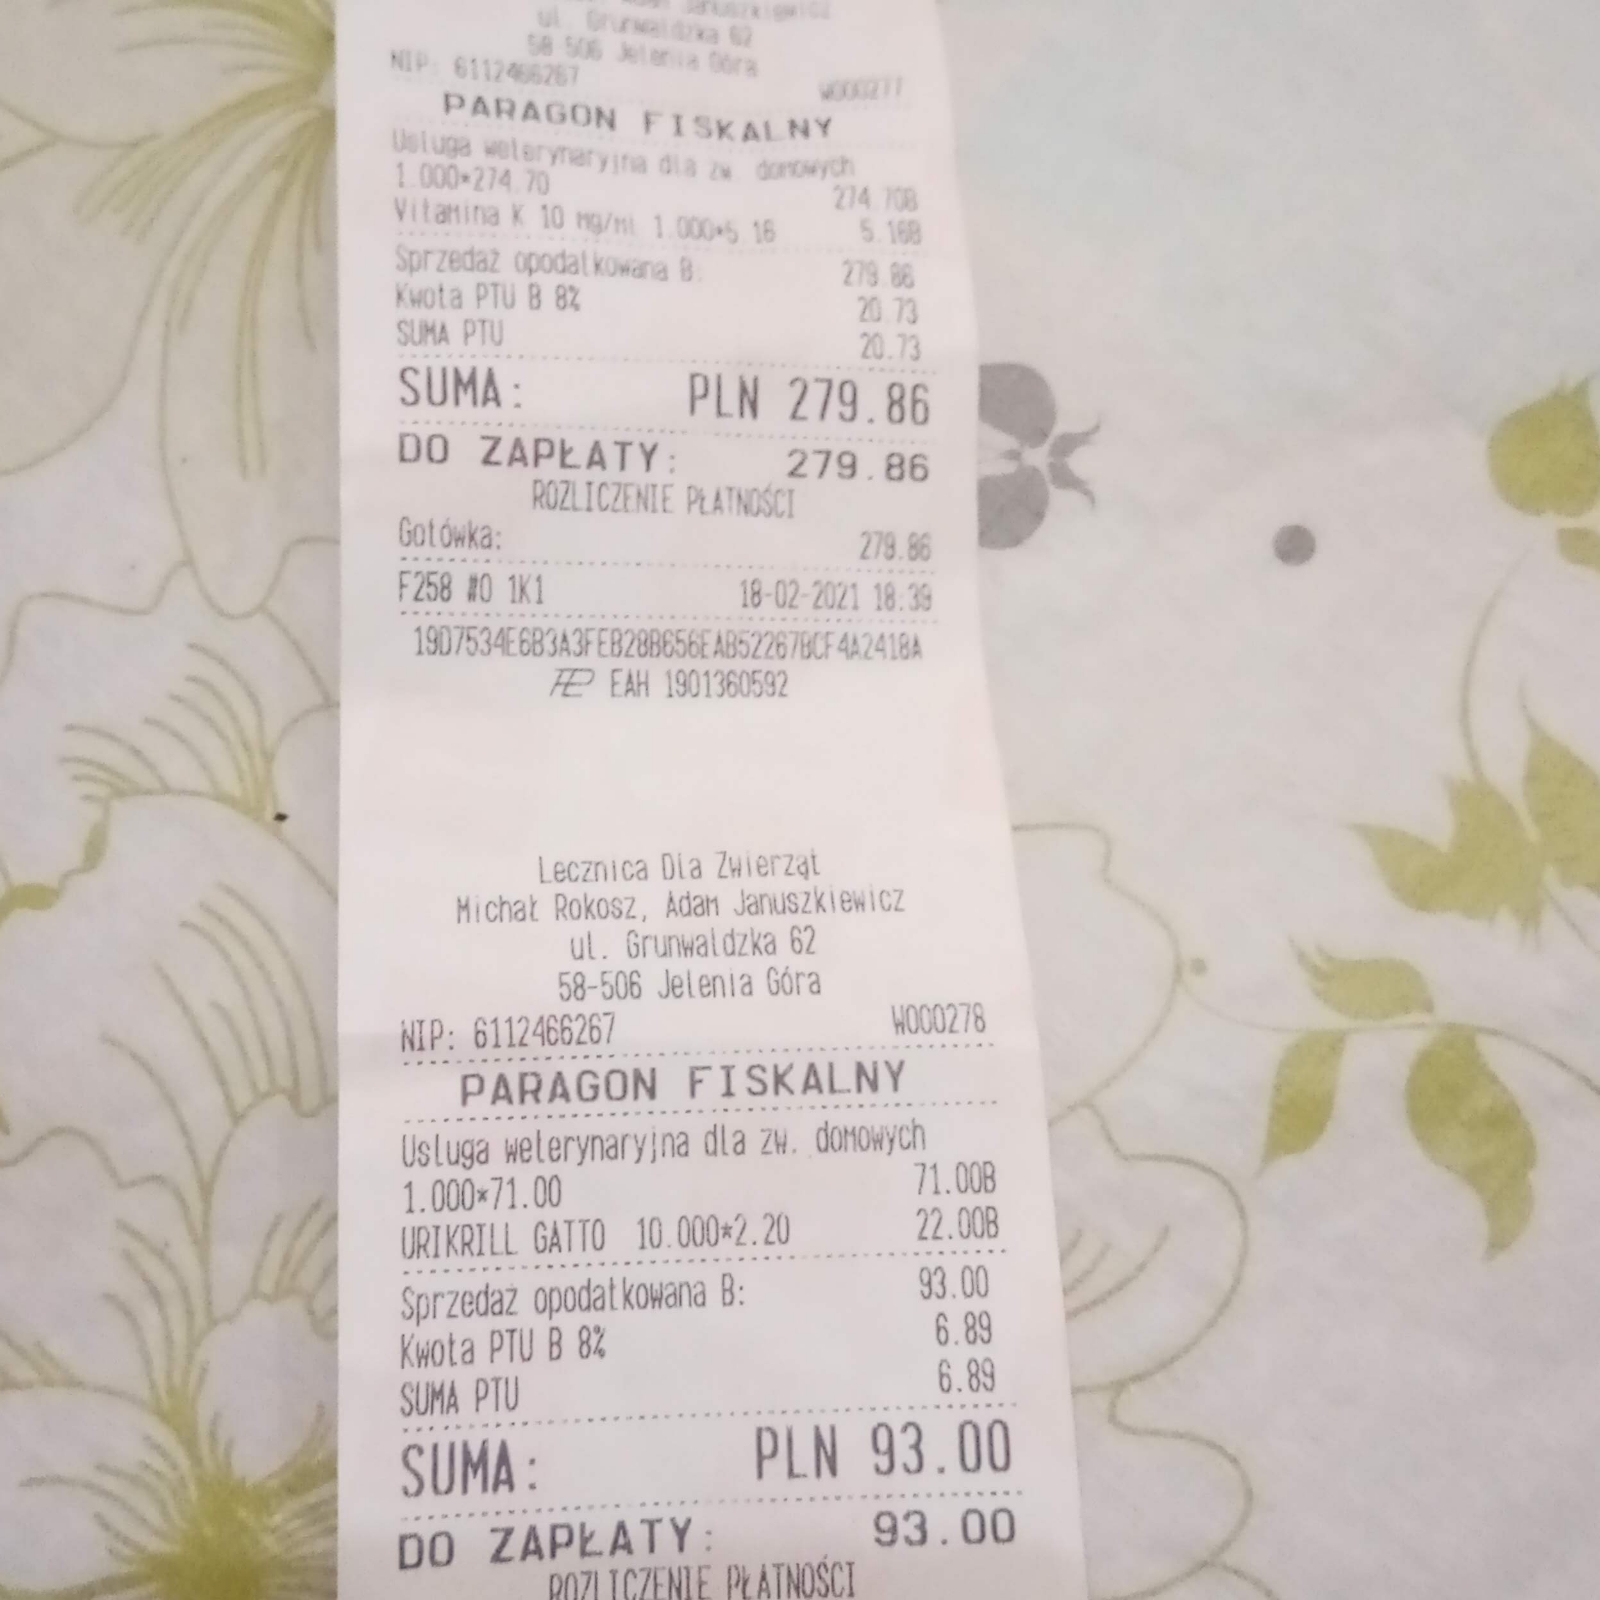 Adam Januszkiewicz
ul. Grunwaldzka 62
58-506 Jelenia Góra
NIP: 6112466267 W000277
PARAGON FISKALNY
Usluga weterynaryjna dla zw. domowych
1.000*274.70 274.70B
Vitamina K 10 mg/ml 1.000*5.16 5.16B
Sprzedaż opodatkowana B: 279.86
Kwota PTU B 8% 20.73
SUMA PTU 20.73
SUMA: PLN 279.86
DO ZAPŁATY: 279.86
ROZLICZENIE PŁATNOŚCI
Gotówka: 279.86
F258 #0 1K1 18-02-2021 18:39
19D7534E6B3A3FEB28B656EAB52267BCF4A2418A
EAH 1901360592
Lecznica Dla Zwierząt
Michał Rokosz, Adam Januszkiewicz
ul. Grunwaldzka 62
58-506 Jelenia Góra
NIP: 6112466267 W000278
PARAGON FISKALNY
Usluga weterynaryjna dla zw. domowych
1.000*71.00 71.00B
URIKRILL GATTO 10.000*2.20 22.00B
Sprzedaż opodatkowana B: 93.00
Kwota PTU B 8% 6.89
SUMA PTU 6.89
SUMA: PLN 93.00
DO ZAPŁATY: 93.00
ROZLICZENIE PŁATNOŚCI